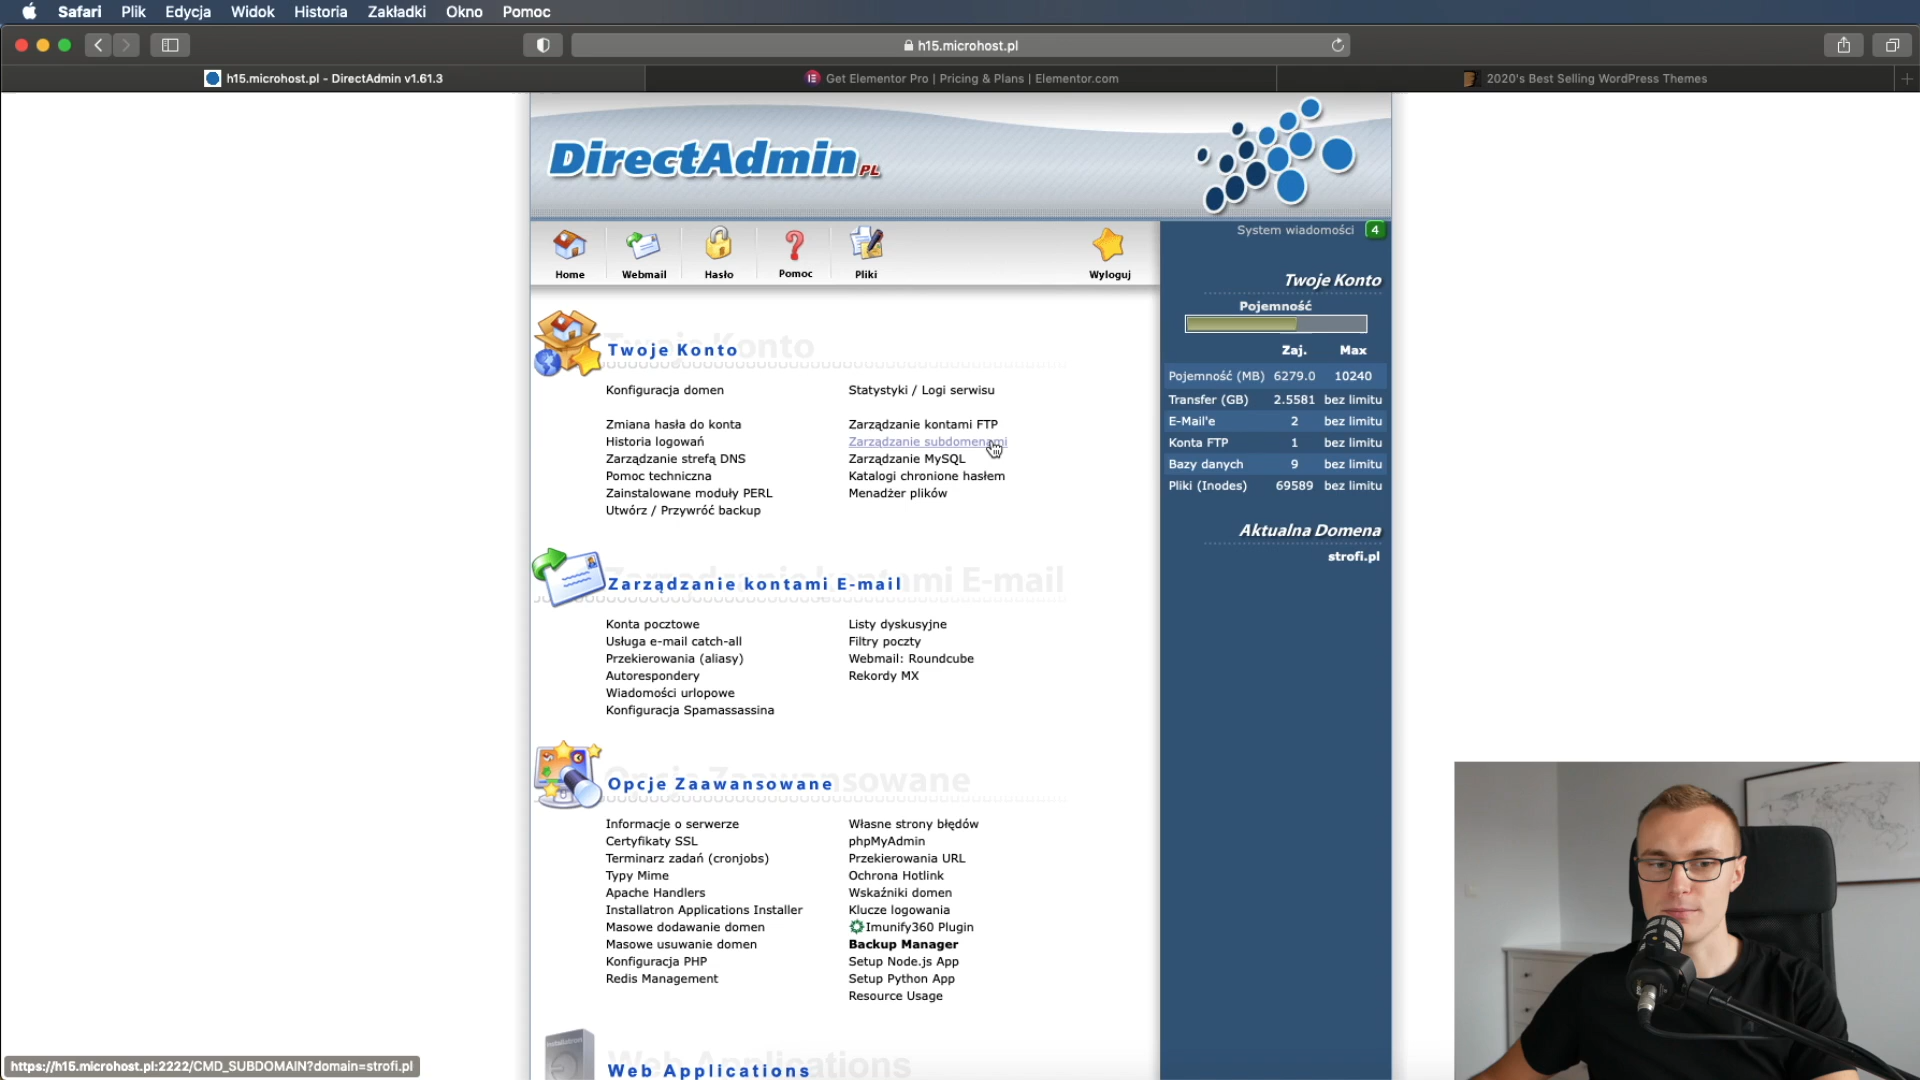 Safari Plik Edycja Widok Historia Zakładki Okno Pomoc
h15.microhost.pl
h15.microhost.pl - DirectAdmin v1.61.3
Get Elementor Pro | Pricing & Plans | Elementor.com
2020's Best Selling WordPress Themes
DirectAdmin PL
Home Webmail Hasło Pomoc Pliki Wyloguj
System wiadomości 4
Twoje Konto
Pojemność
Zaj. Max
Pojemność (MB) 6279.0 10240
Transfer (GB) 2.5581 bez limitu
E-Mail'e 2 bez limitu
Konta FTP 1 bez limitu
Bazy danych 9 bez limitu
Pliki (Inodes) 69589 bez limitu
Aktualna Domena
strofi.pl
Twoje Konto
Konfiguracja domen Statystyki / Logi serwisu
Zmiana hasła do konta Zarządzanie kontami FTP
Historia logowań Zarządzanie subdomenami
Zarządzanie strefą DNS Zarządzanie MySQL
Pomoc techniczna Katalogi chronione hasłem
Zainstalowane moduły PERL Menadżer plików
Utwórz / Przywróć backup
Zarządzanie kontami E-mail
Konta pocztowe Listy dyskusyjne
Usługa e-mail catch-all Filtry poczty
Przekierowania (aliasy) Webmail: Roundcube
Autorespondery Rekordy MX
Wiadomości urlopowe
Konfiguracja Spamassassina
Opcje Zaawansowane
Informacje o serwerze Własne strony błędów
Certyfikaty SSL phpMyAdmin
Terminarz zadań (cronjobs) Przekierowania URL
Typy Mime Ochrona Hotlink
Apache Handlers Wskaźniki domen
Installatron Applications Installer Klucze logowania
Masowe dodawanie domen Imunify360 Plugin
Masowe usuwanie domen Backup Manager
Konfiguracja PHP Setup Node.js App
Redis Management Setup Python App
Resource Usage
Web Applications
https://h15.microhost.pl:2222/CMD_SUBDOMAIN?domain=strofi.pl